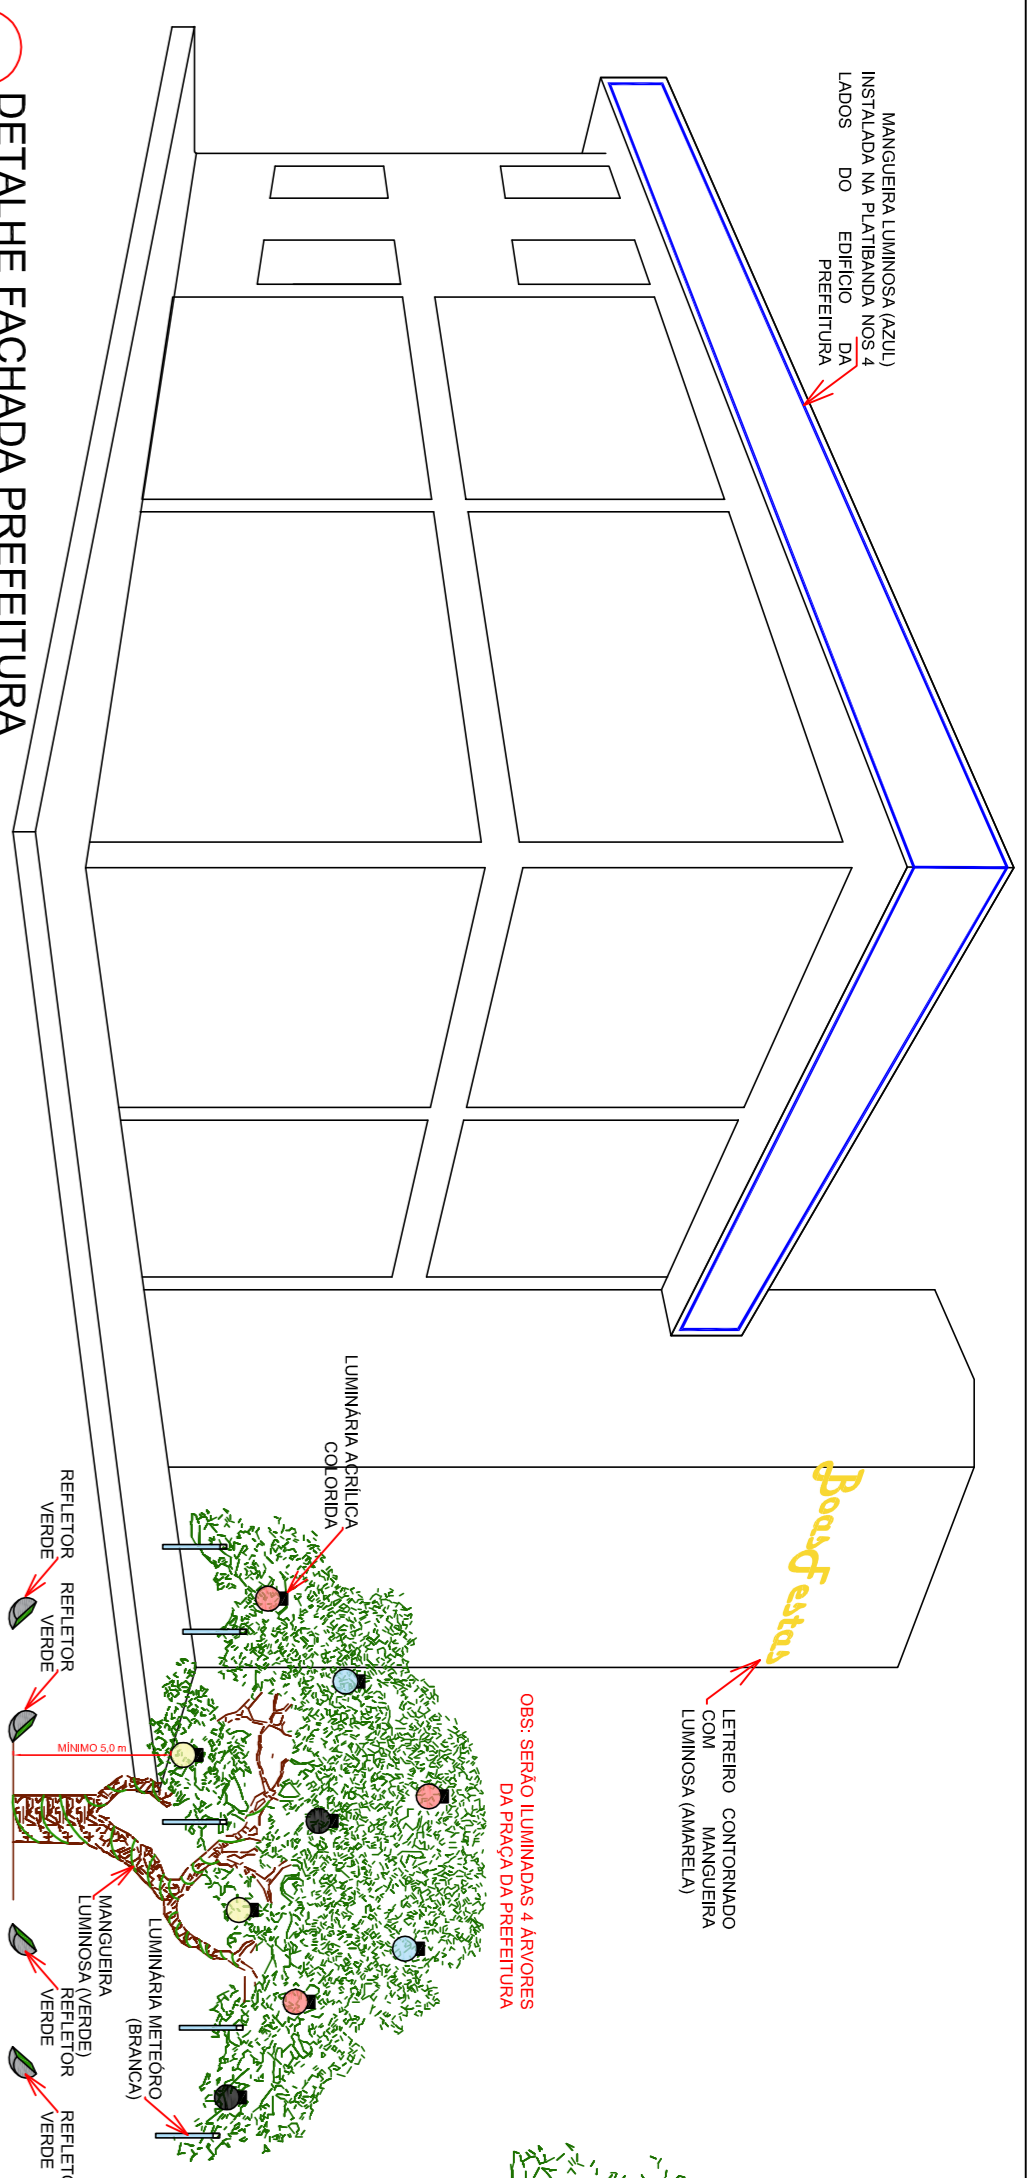 MANGUEIRA LUMINOSA (AZUL)
INSTALADA NA PLATIBANDA NOS 4
LADOS DO EDIFÍCIO DA
PREFEITURA
Boas Festas
LETREIRO CONTORNADO
COM MANGUEIRA
LUMINOSA (AMARELA)
OBS: SERÃO ILUMINADAS 4 ÁRVORES
DA PRAÇA DA PREFEITURA
LUMINÁRIA ACRÍLICA
COLORIDA
LUMINÁRIA METEÓRO
(BRANCA)
MANGUEIRA
LUMINOSA (VERDE)
MÍNIMO 5,0 m
REFLETOR
VERDE
REFLETOR
VERDE
REFLETOR
VERDE
REFLETO
VERDE
DETALHE FACHADA PREFEITURA